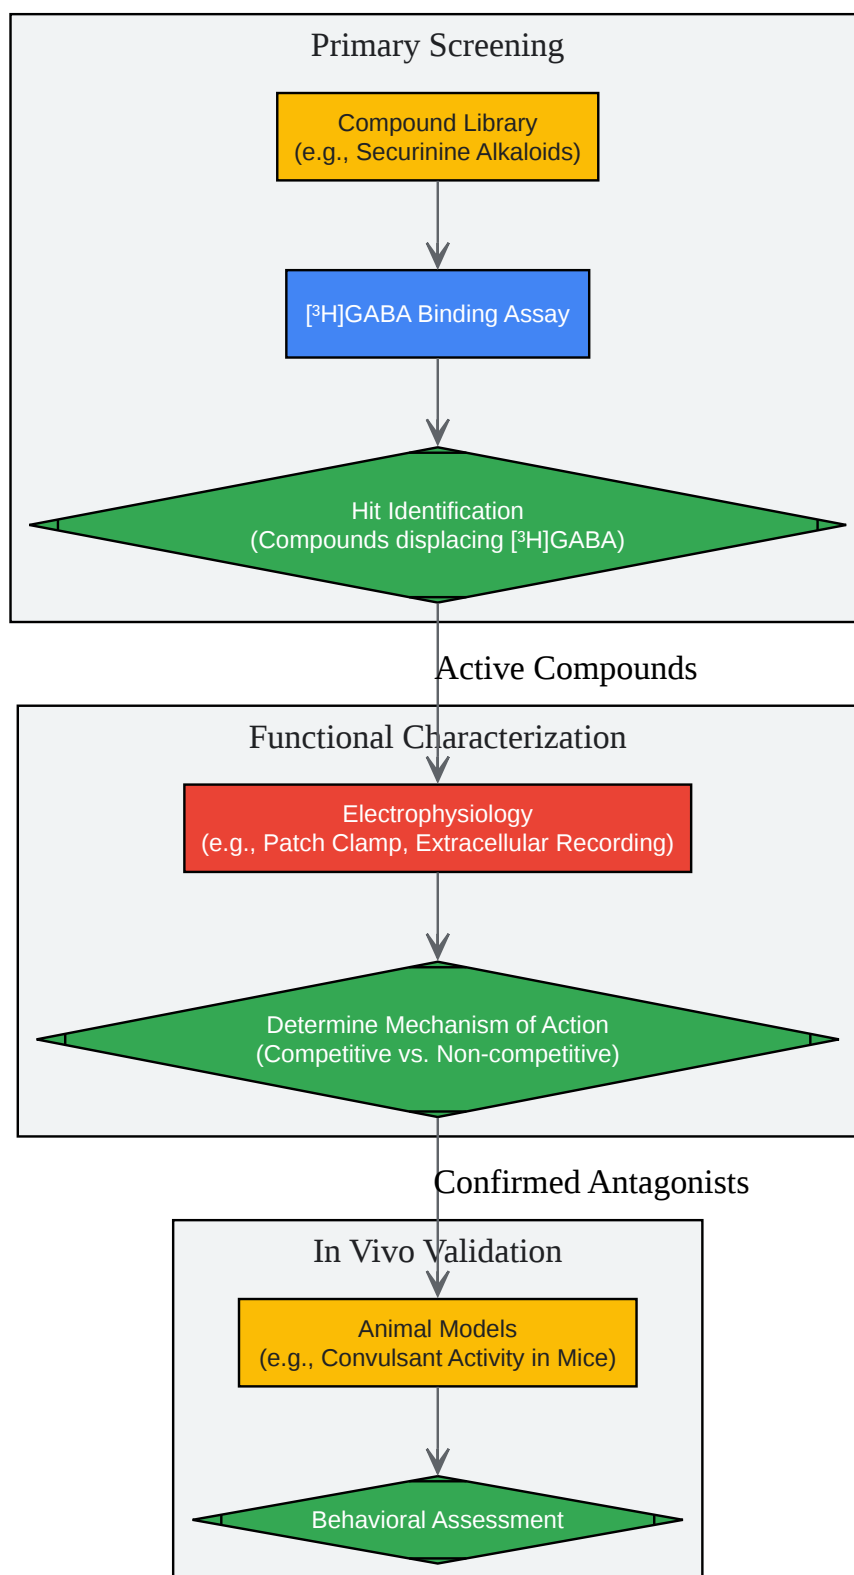 Primary Screening
Compound Library
(e.g., Securinine Alkaloids)
[³H]GABA Binding Assay
Hit Identification
(Compounds displacing [³H]GABA)
Active Compounds
Functional Characterization
Electrophysiology
(e.g., Patch Clamp, Extracellular Recording)
Determine Mechanism of Action
(Competitive vs. Non-competitive)
Confirmed Antagonists
In Vivo Validation
Animal Models
(e.g., Convulsant Activity in Mice)
Behavioral Assessment